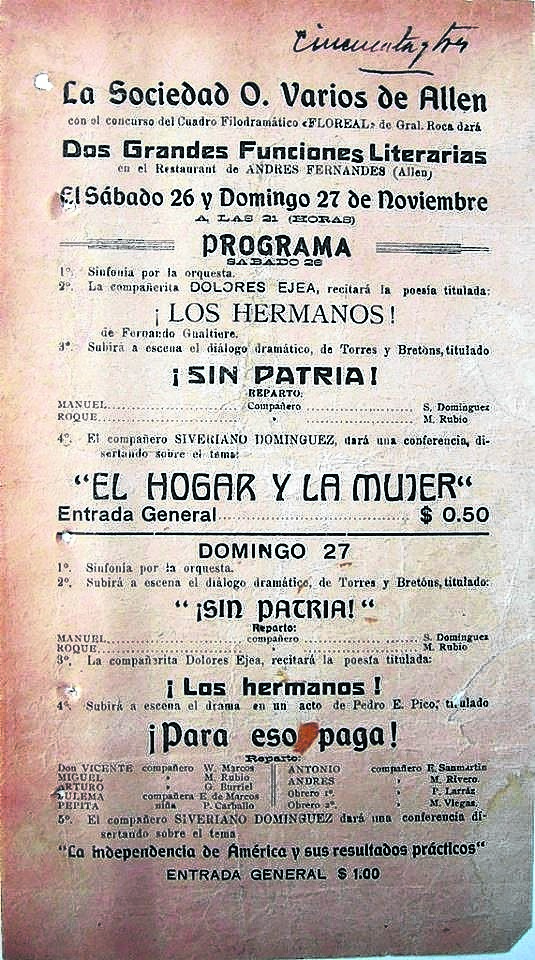 cincuenta y tres
La Sociedad O. Varios de Allen
con el concurso del Cuadro Filodramático «FLOREAL» de Gral. Roca dará
Dos Grandes Funciones Literarias
en el Restaurant de ANDRES FERNANDES (Allen)
El Sábado 26 y Domingo 27 de Noviembre
A LAS 21 (HORAS)
PROGRAMA
SABADO 26
1º. Sinfonia por la orquesta.
2º. La compañerita DOLORES EJEA, recitará la poesía titulada:
¡LOS HERMANOS!
de Fernando Gualtiere.
3º. Subirá a escena el diálogo dramático, de Torres y Bretóns, titulado
¡SIN PATRIA!
REPARTO:
MANUEL.......... Compañero .......... S. Dominguez
ROQUE.......... » .......... M. Rubio
4º. El compañero SIVERIANO DOMINGUEZ, dará una conferencia, di-
sertando sobre el tema:
"EL HOGAR Y LA MUJER"
Entrada General.......... $ 0.50
DOMINGO 27
1º. Sinfonía por la orquesta.
2º. Subirá a escena el diálogo dramático, de Torres y Bretóns, titulado:
"¡SIN PATRIA!"
Reparto:
MANUEL.......... compañero .......... S. Dominguez
ROQUE.......... » .......... M. Rubio
3º. La compañerita Dolores Ejea, recitará la poesía titulada:
¡Los hermanos!
4º. Subirá a escena el drama en un acto de Pedro E. Pico, titulado
¡Para eso paga!
Reparto:
Don VICENTE compañero W. Marcos ANTONIO compañero E. Sanmartin
MIGUEL » M. Rubio ANDRES » M. Rivero.
ARTURO » G. Burriel Obrero 1º. » P. Larráz
ZULEMA compañera E. de Marcos Obrero 2º. » M. Viegas.
PEPITA niña P. Carballo
5º. El compañero SIVERIANO DOMINGUEZ dará una conferencia di-
sertando sobre el tema
"La independencia de América y sus resultados prácticos"
ENTRADA GENERAL $ 1.00